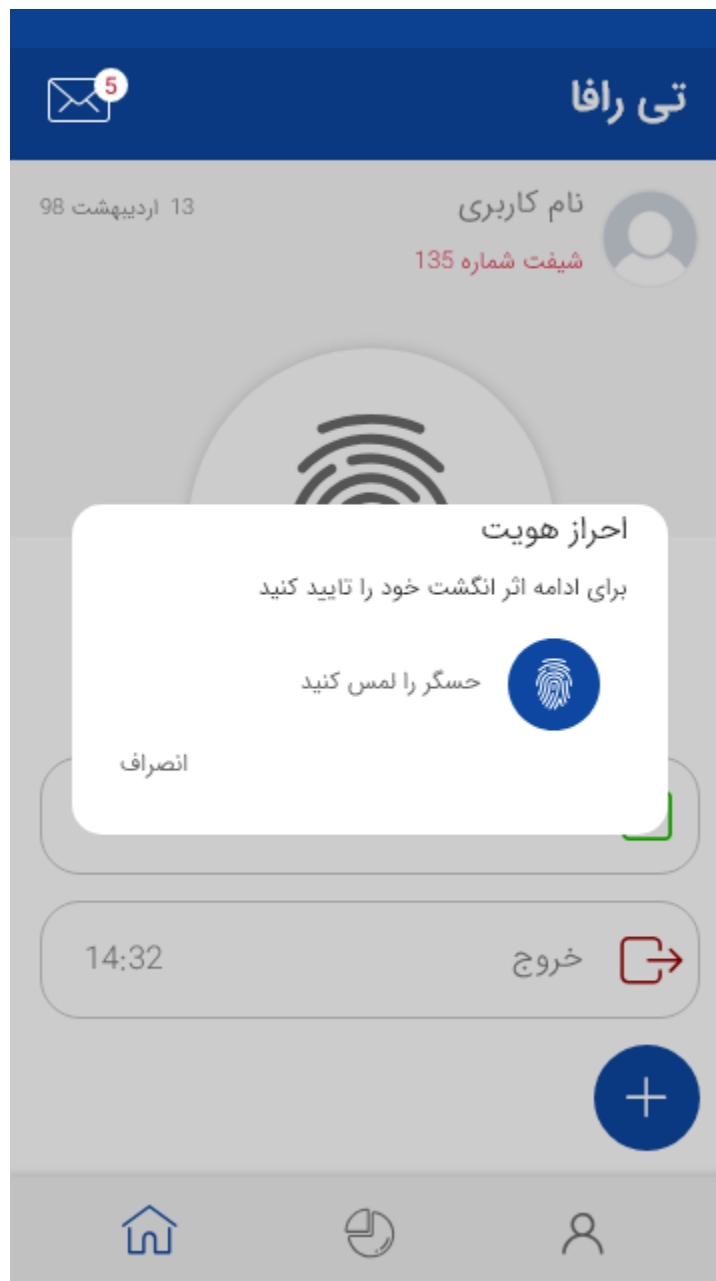 تی رافا
5
نام کاربری
13 اردیبهشت 98
شیفت شماره 135
احراز هویت
برای ادامه اثر انگشت خود را تایید کنید
حسگر را لمس کنید
انصراف
خروج 14:32